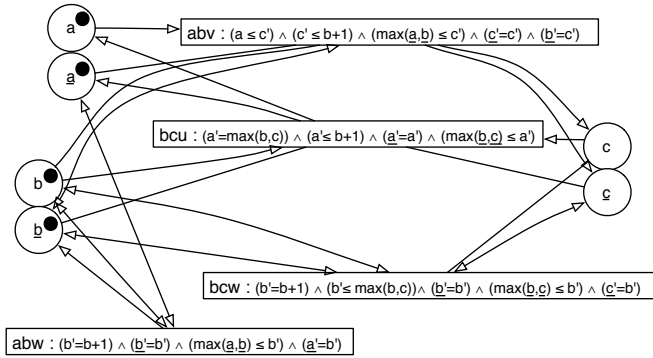 a
abv : (a ≤ c') ∧ (c' ≤ b+1) ∧ (max(a̲,b̲) ≤ c') ∧ (c̲'=c') ∧ (b̲'=c')
a̲
bcu : (a'=max(b,c)) ∧ (a'≤ b+1) ∧ (a̲'=a') ∧ (max(b̲,c̲) ≤ a')
c
b
c̲
b̲
bcw : (b'=b+1) ∧ (b'≤ max(b,c))∧ (b̲'=b') ∧ (max(b̲,c̲) ≤ b') ∧ (c̲'=b')
abw : (b'=b+1) ∧ (b̲'=b') ∧ (max(a̲,b̲) ≤ b') ∧ (a̲'=b')